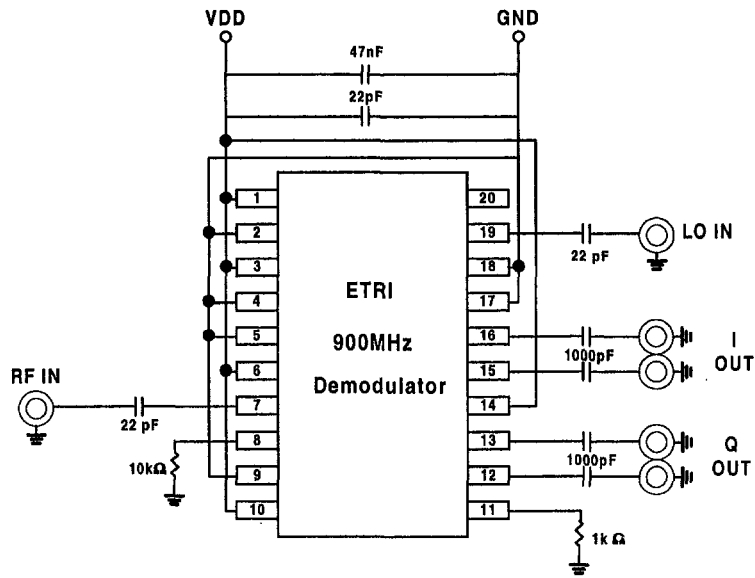 VDD
GND
47nF
22pF
1
20
2
19
LO IN
22 pF
3
18
ETRI
4
17
5
16
900MHz
I
OUT
1000pF
6
15
RF IN
Demodulator
7
14
22 pF
8
13
Q
OUT
1000pF
10kΩ
9
12
10
11
1k Ω